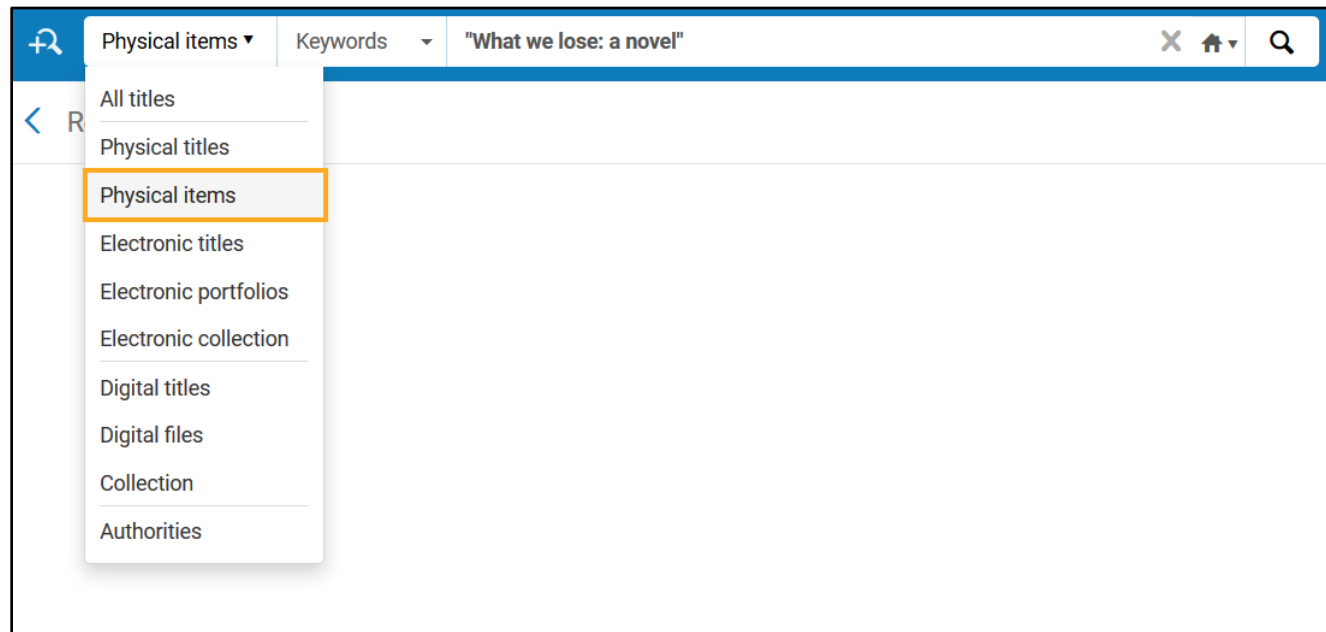 Physical items Keywords "What we lose: a novel"
All titles
R
Physical titles
Physical items
Electronic titles
Electronic portfolios
Electronic collection
Digital titles
Digital files
Collection
Authorities